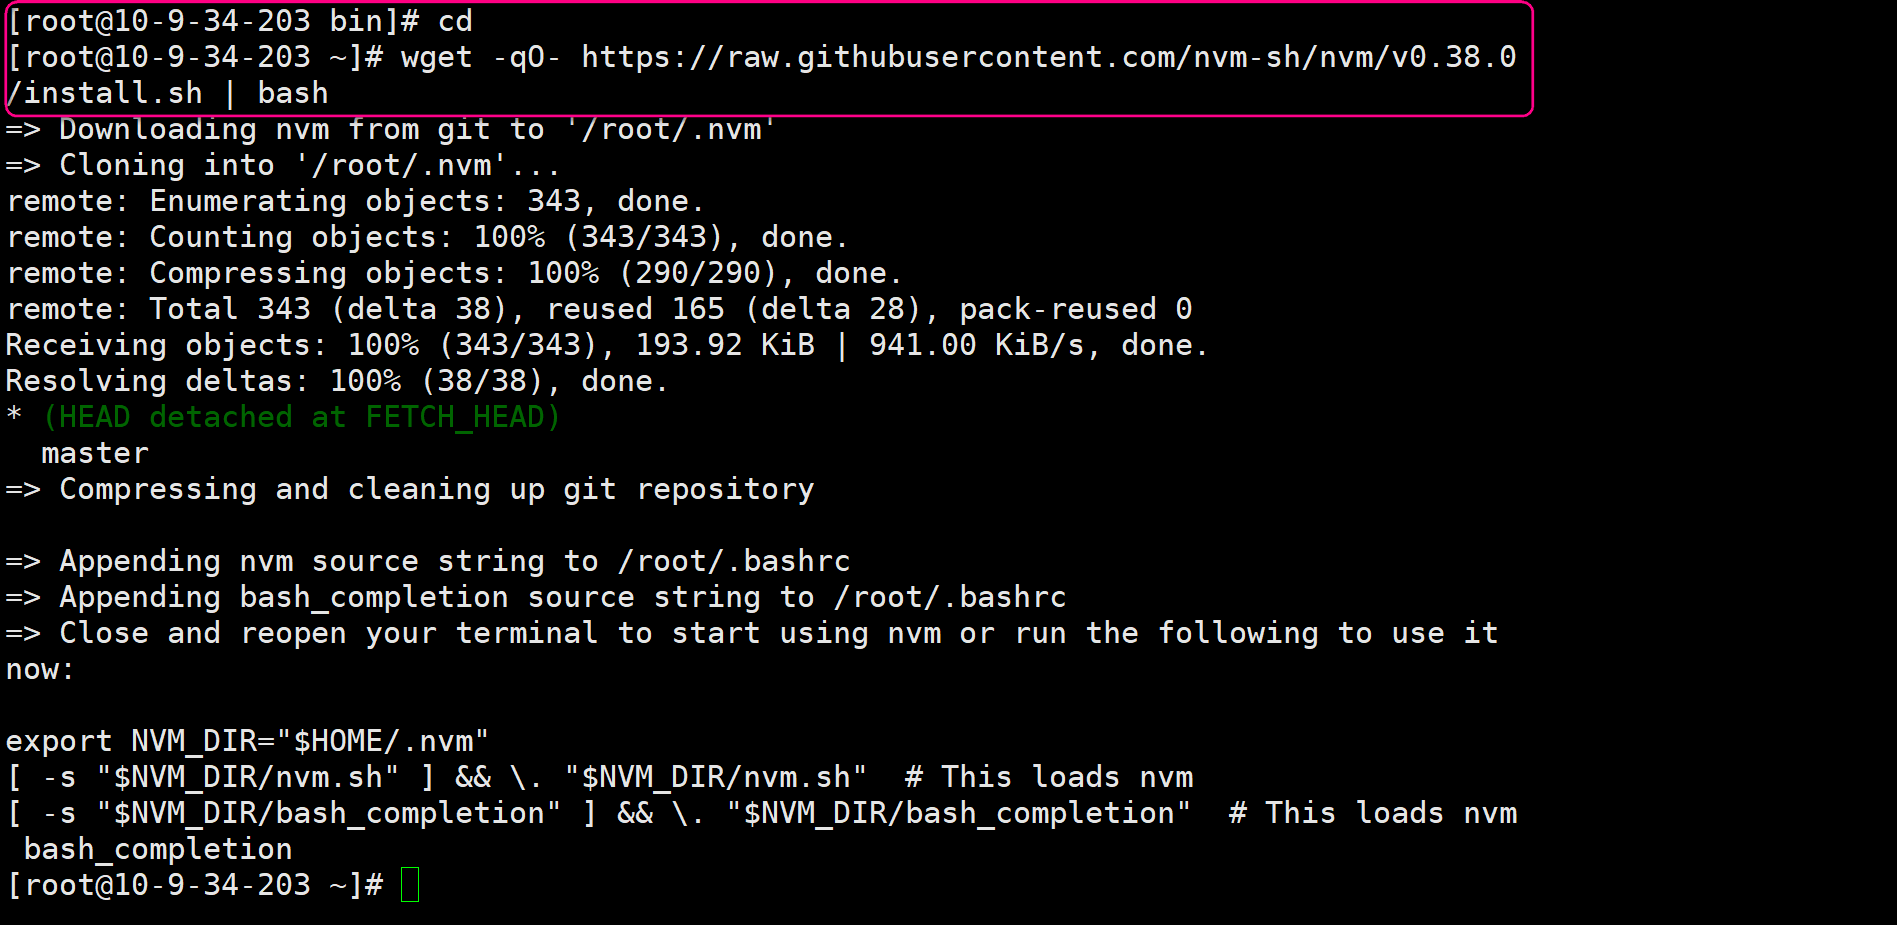 [root@10-9-34-203 bin]# cd
[root@10-9-34-203 ~]# wget -qO- https://raw.githubusercontent.com/nvm-sh/nvm/v0.38.0
/install.sh | bash
=> Downloading nvm from git to '/root/.nvm'
=> Cloning into '/root/.nvm'...
remote: Enumerating objects: 343, done.
remote: Counting objects: 100% (343/343), done.
remote: Compressing objects: 100% (290/290), done.
remote: Total 343 (delta 38), reused 165 (delta 28), pack-reused 0
Receiving objects: 100% (343/343), 193.92 KiB | 941.00 KiB/s, done.
Resolving deltas: 100% (38/38), done.
* (HEAD detached at FETCH_HEAD)
  master
=> Compressing and cleaning up git repository

=> Appending nvm source string to /root/.bashrc
=> Appending bash_completion source string to /root/.bashrc
=> Close and reopen your terminal to start using nvm or run the following to use it
now:

export NVM_DIR="$HOME/.nvm"
[ -s "$NVM_DIR/nvm.sh" ] && \. "$NVM_DIR/nvm.sh"  # This loads nvm
[ -s "$NVM_DIR/bash_completion" ] && \. "$NVM_DIR/bash_completion"  # This loads nvm
 bash_completion
[root@10-9-34-203 ~]#